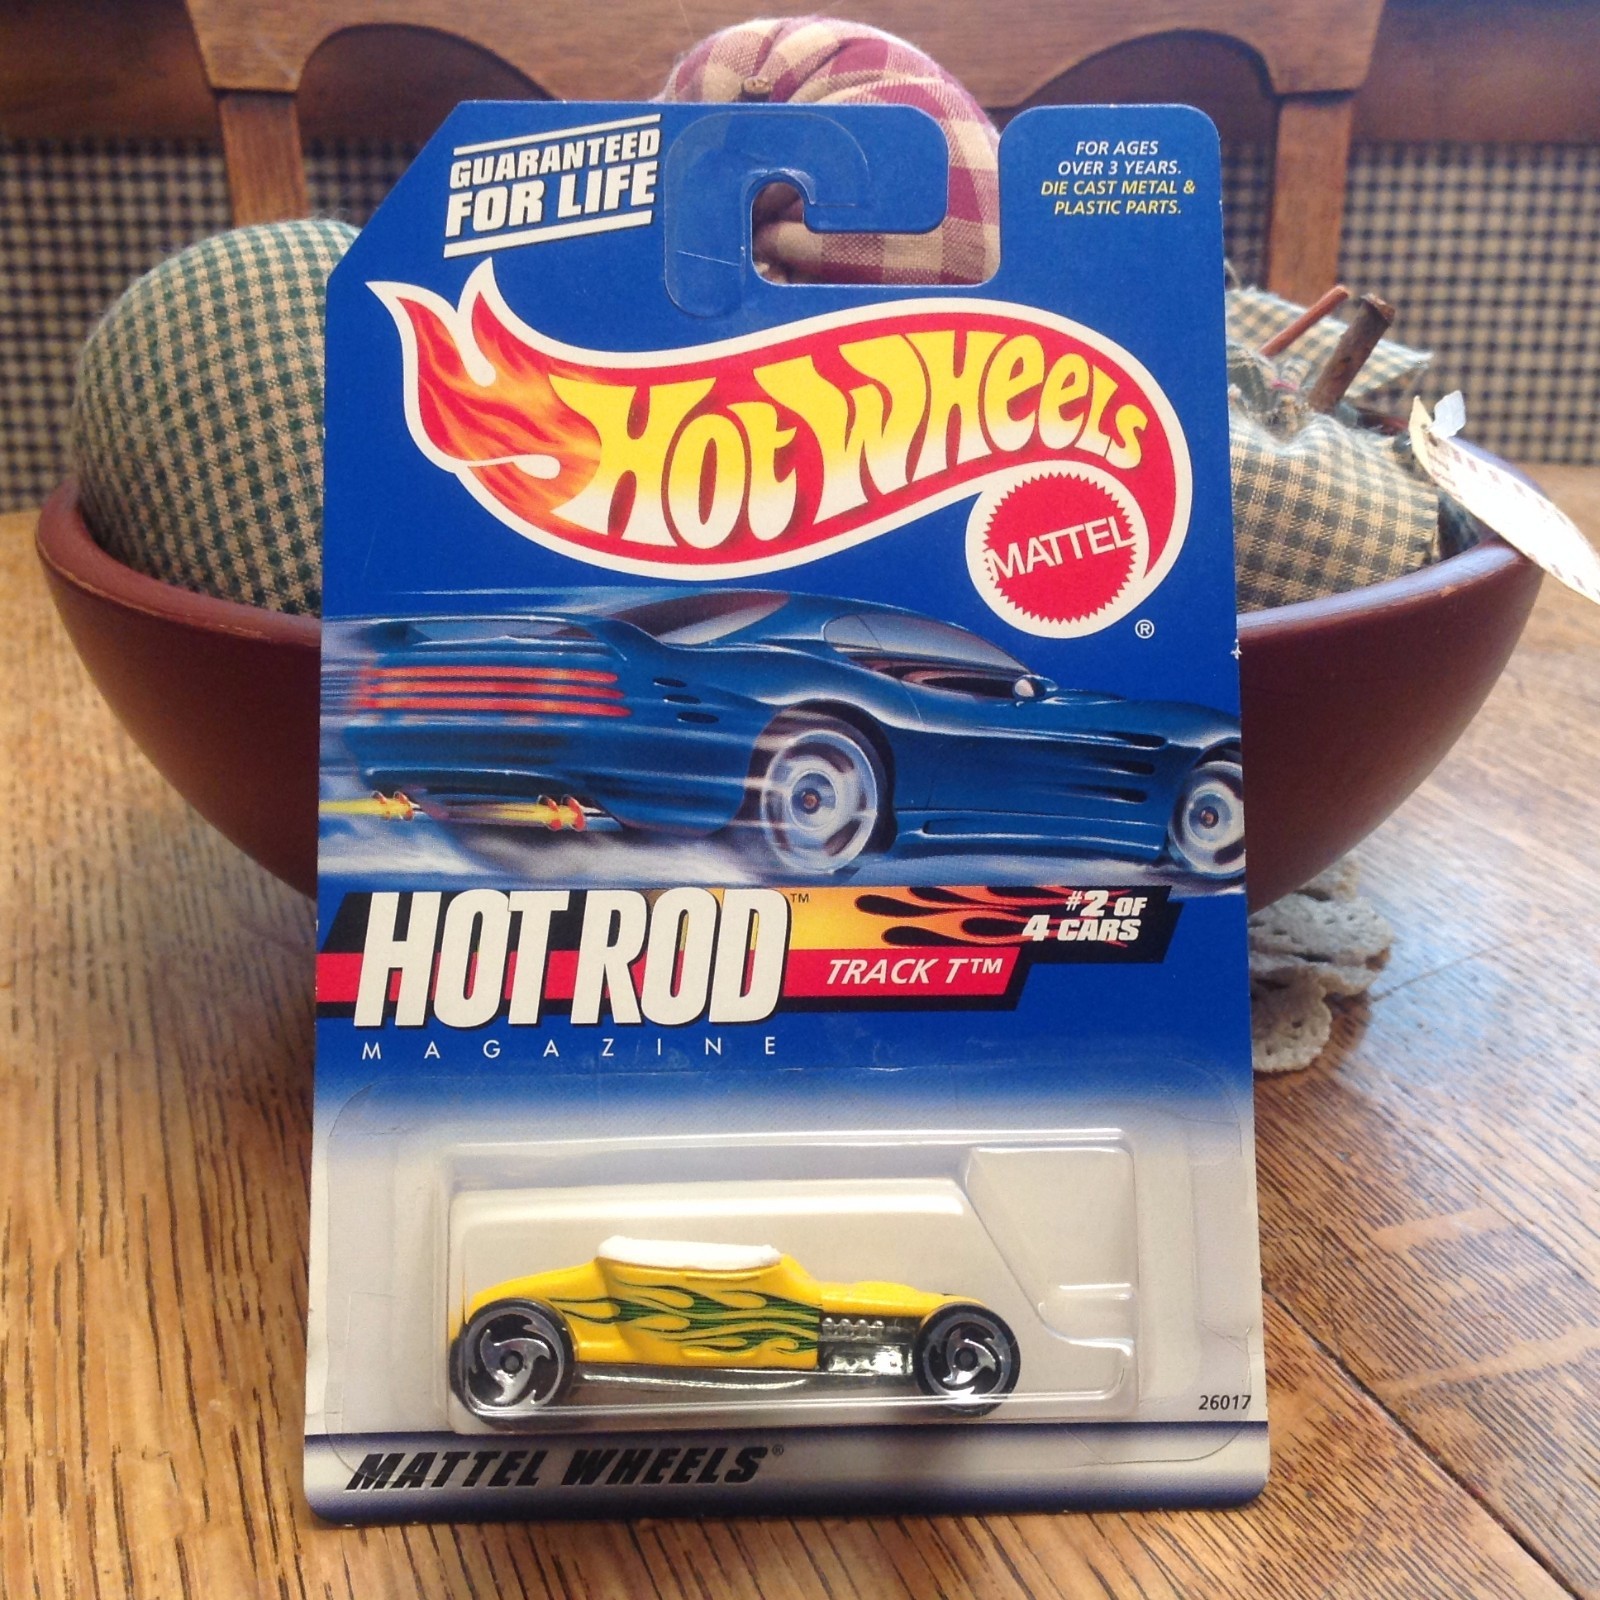 GUARANTEED
FOR LIFE
FOR AGES
OVER 3 YEARS.
DIE CAST METAL &
PLASTIC PARTS.
Hot Wheels
MATTEL
®
HOT ROD™
MAGAZINE
#2 OF
4 CARS
TRACK T™
26017
MATTEL WHEELS®